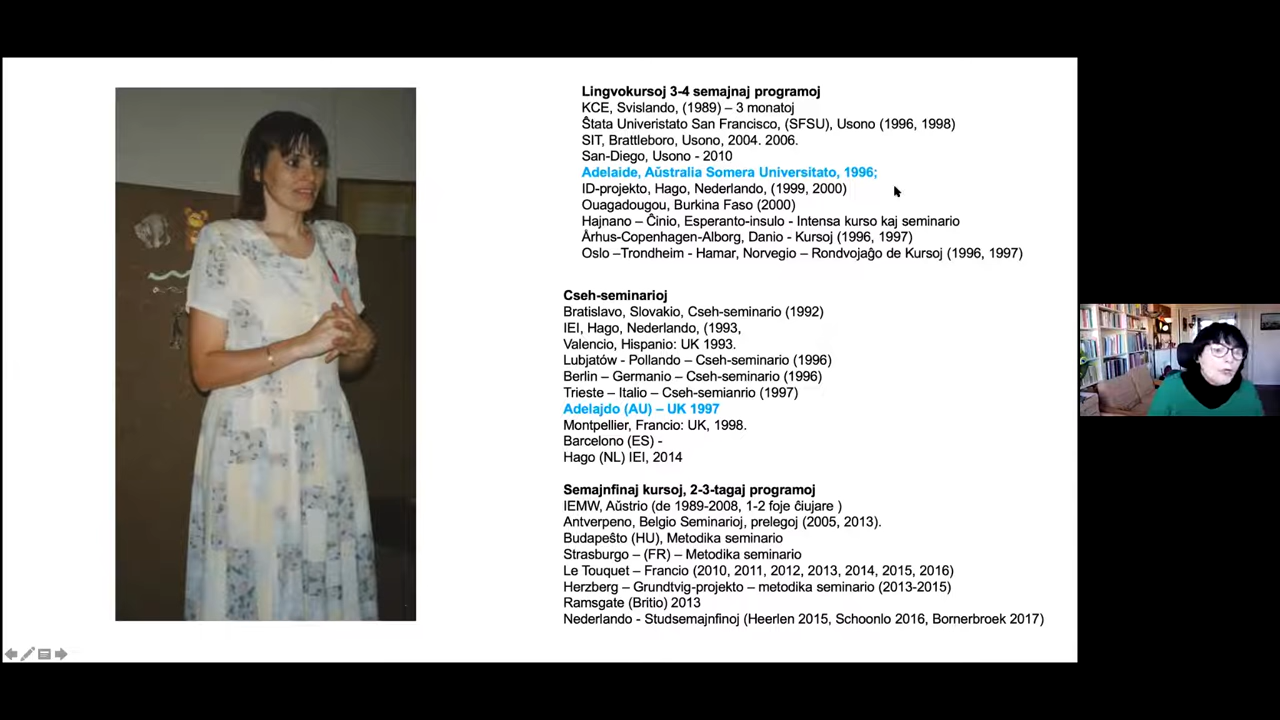 Lingvokursoj 3-4 semajnaj programoj
KCE, Svislando, (1989) – 3 monatoj
Ŝtata Univeristato San Francisco, (SFSU), Usono (1996, 1998)
SIT, Brattleboro, Usono, 2004. 2006.
San-Diego, Usono - 2010
Adelaide, Aŭstralia Somera Universitato, 1996;
ID-projekto, Hago, Nederlando, (1999, 2000)
Ouagadougou, Burkina Faso (2000)
Hajnano – Ĉinio, Esperanto-insulo - Intensa kurso kaj seminario
Århus-Copenhagen-Alborg, Danio - Kursoj (1996, 1997)
Oslo –Trondheim - Hamar, Norvegio – Rondvojaĝo de Kursoj (1996, 1997)
Cseh-seminarioj
Bratislavo, Slovakio, Cseh-seminario (1992)
IEI, Hago, Nederlando, (1993,
Valencio, Hispanio: UK 1993.
Lubjatów - Pollando – Cseh-seminario (1996)
Berlin – Germanio – Cseh-seminario (1996)
Trieste – Italio – Cseh-semianrio (1997)
Adelajdo (AU) – UK 1997
Montpellier, Francio: UK, 1998.
Barcelono (ES) -
Hago (NL) IEI, 2014
Semajnfinaj kursoj, 2-3-tagaj programoj
IEMW, Aŭstrio (de 1989-2008, 1-2 foje ĉiujare )
Antverpeno, Belgio Seminarioj, prelegoj (2005, 2013).
Budapeŝto (HU), Metodika seminario
Strasburgo – (FR) – Metodika seminario
Le Touquet – Francio (2010, 2011, 2012, 2013, 2014, 2015, 2016)
Herzberg – Grundtvig-projekto – metodika seminario (2013-2015)
Ramsgate (Britio) 2013
Nederlando - Studsemajnfinoj (Heerlen 2015, Schoonlo 2016, Bornerbroek 2017)